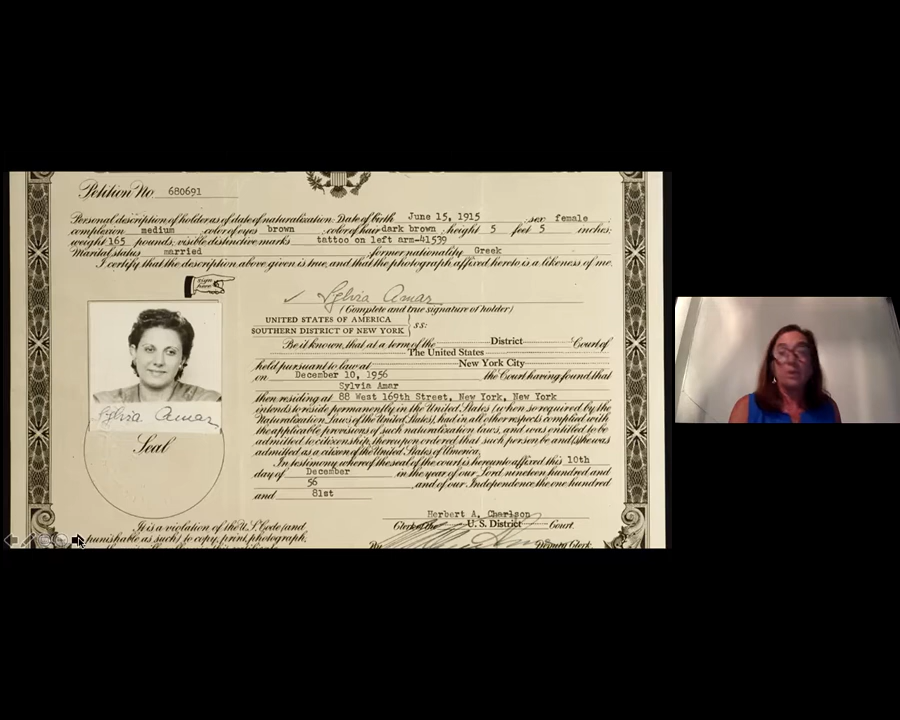 Petition No. 680691
Personal description of holder as of date of naturalization: Date of birth June 15, 1915 sex female
complexion medium color of eyes brown color of hair dark brown height 5 feet 5 inches;
weight 165 pounds; visible distinctive marks tattoo on left arm-41539
Marital status married former nationality Greek
I certify that the description above given is true, and that the photograph affixed hereto is a likeness of me.
Sylvia Amar
(Complete and true signature of holder)
UNITED STATES OF AMERICA
SOUTHERN DISTRICT OF NEW YORK } ss:
Be it known, that at a term of the District Court of
The United States
held pursuant to law at New York City
on December 10, 1956 the Court having found that
Sylvia Amar
then residing at 88 West 169th Street, New York, New York
intends to reside permanently in the United States (when so required by the
Naturalization Laws of the United States), had in all other respects complied with
the applicable provisions of such naturalization laws, and was entitled to be
admitted to citizenship, thereupon ordered that such person be and (s)he was
admitted as a citizen of the United States of America.
In testimony whereof the seal of the court is hereunto affixed this 10th
day of December in the year of our Lord nineteen hundred and
56 and of our Independence the one hundred
and 81st
Sylvia Amar
Seal
Herbert A. Charlson
Clerk of the U. S. District Court.
By Deputy Clerk.
It is a violation of the U.S. Code (and
punishable as such) to copy, print, photograph,